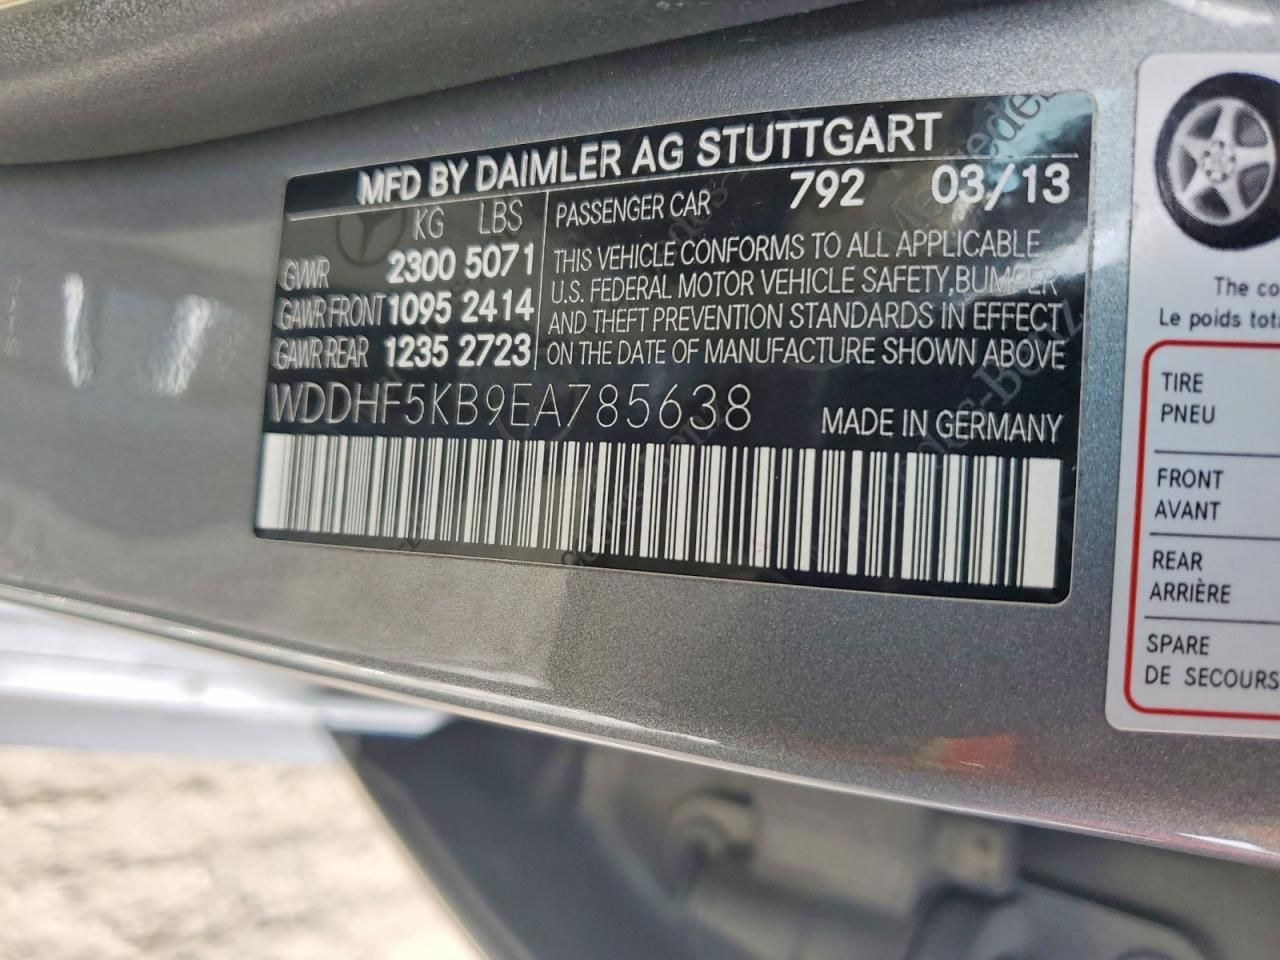 MFD BY DAIMLER AG STUTTGART
KG LBS
GVWR 2300 5071
GAWR FRONT 1095 2414
GAWR REAR 1235 2723
PASSENGER CAR 792 03/13
THIS VEHICLE CONFORMS TO ALL APPLICABLE
U.S. FEDERAL MOTOR VEHICLE SAFETY, BUMPER
AND THEFT PREVENTION STANDARDS IN EFFECT
ON THE DATE OF MANUFACTURE SHOWN ABOVE
WDDHF5KB9EA785638 MADE IN GERMANY
The co
Le poids tota
TIRE
PNEU
FRONT
AVANT
REAR
ARRIÈRE
SPARE
DE SECOURS